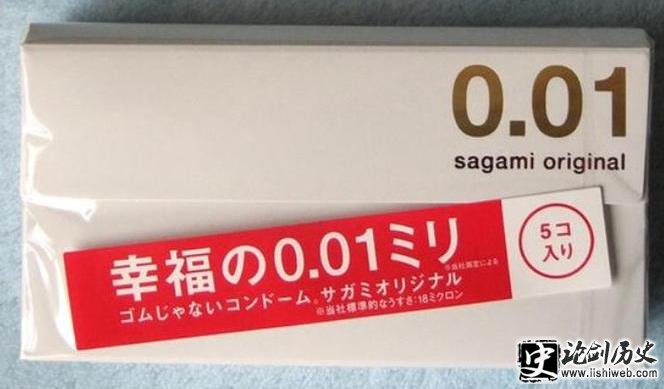 0.01
sagami original
幸福の0.01ミリ
※当社測定による
ゴムじゃないコンドーム。サガミオリジナル
※当社標準的なうすさ:18ミクロン
5コ
入り
史 论剑历史
www.lishiweb.com